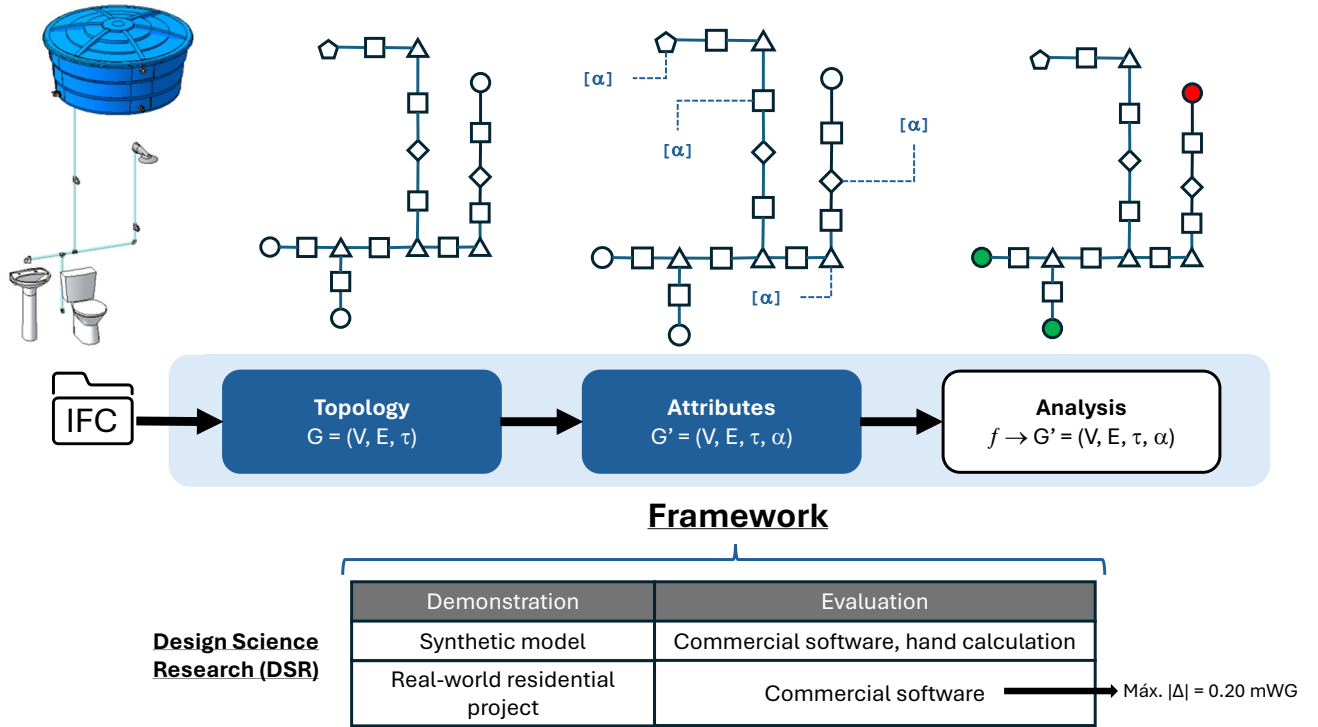 [α]
[α]
[α]
[α]
IFC
Topology
G = (V, E, τ)
Attributes
G’ = (V, E, τ, α)
Analysis
f → G’ = (V, E, τ, α)
Framework
Demonstration
Evaluation
Design Science
Research (DSR)
Synthetic model
Commercial software, hand calculation
Real-world residential
project
Commercial software
Máx. |Δ| = 0.20 mWG